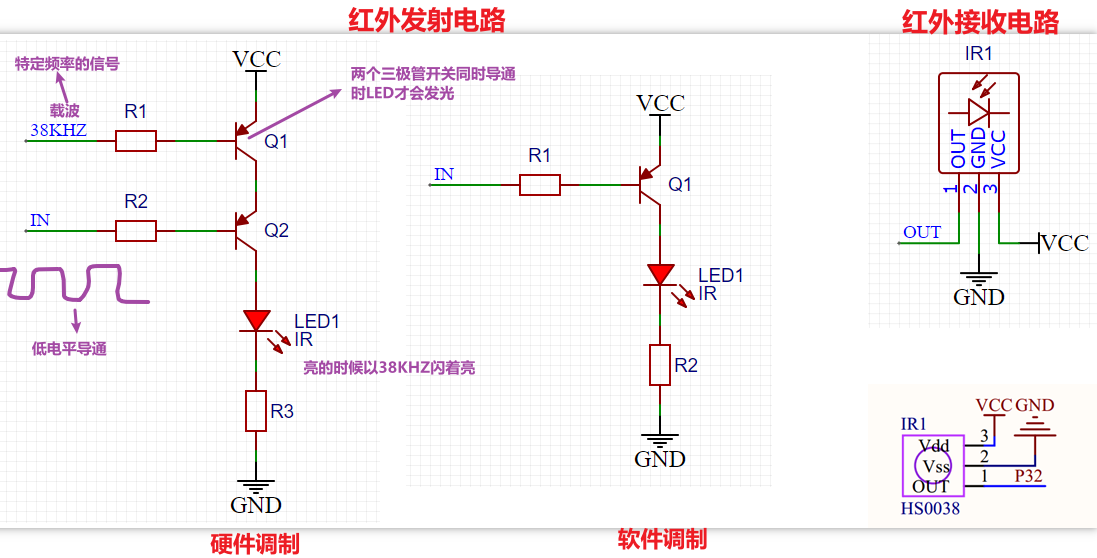 红外发射电路
红外接收电路
特定频率的信号
载波
38KHZ
R1
VCC
Q1
两个三极管开关同时导通
时LED才会发光
IN
R2
Q2
低电平导通
LED1
IR
亮的时候以38KHZ闪着亮
R3
GND
硬件调制
VCC
IN
R1
Q1
LED1
IR
R2
GND
软件调制
IR1
OUT
GND
VCC
1
2
3
OUT
VCC
GND
VCC GND
IR1
Vdd
3
Vss
2
OUT
1
P32
HS0038